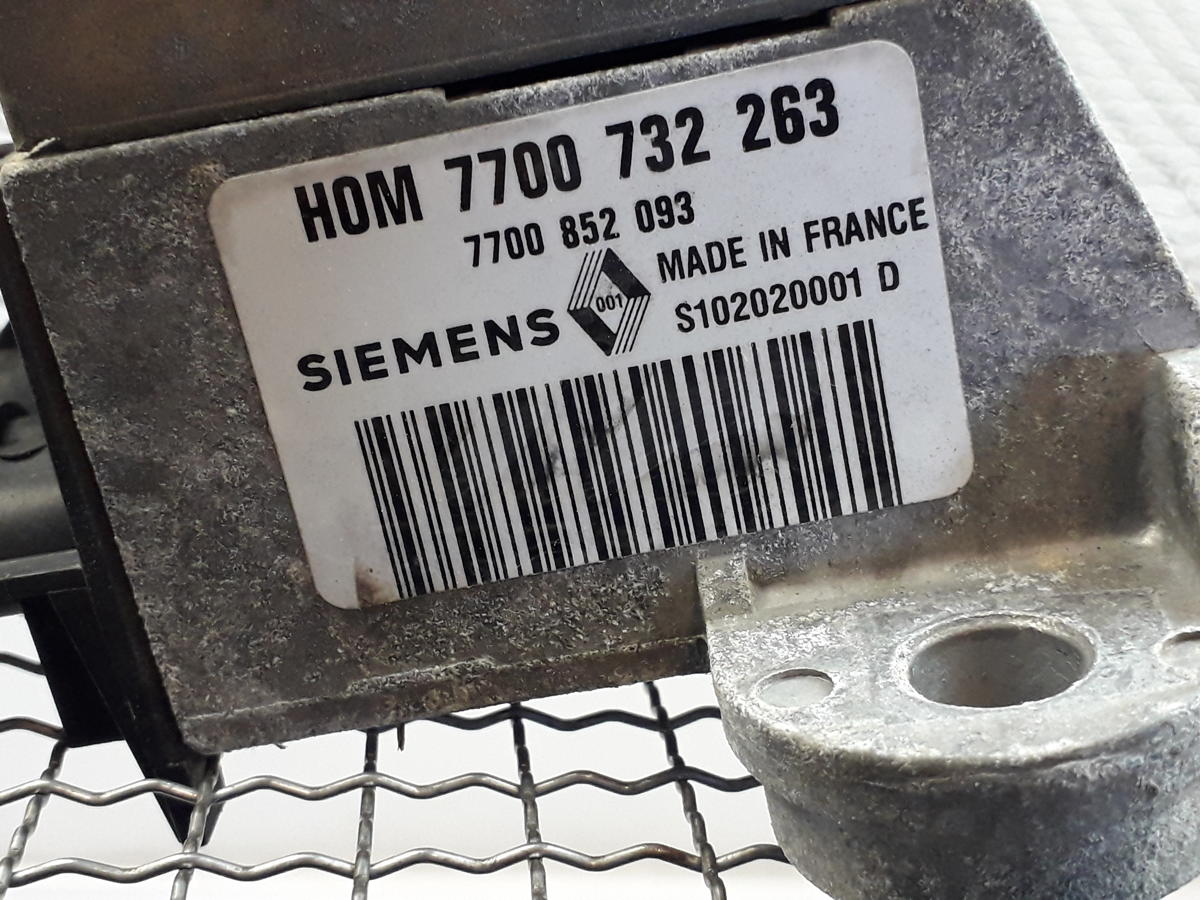 HOM 7700 732 263
7700 852 093
SIEMENS 001 MADE IN FRANCE
S102020001 D